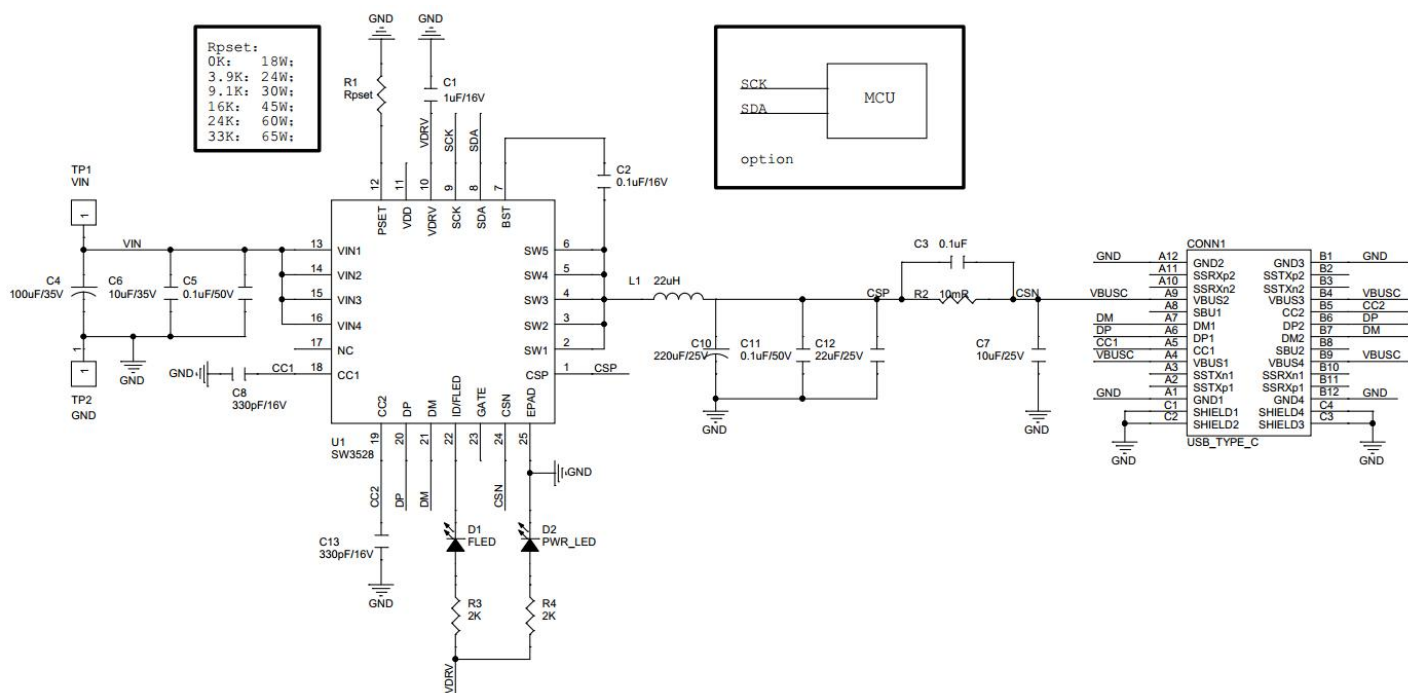 Rpset:
0K: 18W;
3.9K: 24W;
9.1K: 30W;
16K: 45W;
24K: 60W;
33K: 65W;
GND
GND
R1
Rpset
C1
1uF/16V
VDRV
SCK
SDA
C2
0.1uF/16V
SCK
SDA
MCU
option
TP1
VIN
1
VIN
C4
100uF/35V
C6
10uF/35V
C5
0.1uF/50V
1
TP2
GND
GND
GND
C8
330pF/16V
CC1
12
11
10
9
8
7
PSET
VDD
VDRV
SCK
SDA
BST
13 VIN1
14 VIN2
15 VIN3
16 VIN4
17 NC
18 CC1
SW5 6
SW4 5
SW3 4
SW2 3
SW1 2
CSP 1 CSP
CC2
DP
DM
ID/FLED
GATE
CSN
EPAD
U1
SW3528
19
20
21
22
23
24
25
CC2
DP
DM
CSN
GND
C13
330pF/16V
GND
D1
FLED
D2
PWR_LED
R3
2K
R4
2K
VDRV
L1 22uH
C10
220uF/25V
C11
0.1uF/50V
C12
22uF/25V
GND
CSP
C3 0.1uF
R2 10mR
CSN
C7
10uF/25V
GND
CONN1
GND A12 GND2 GND3 B1 GND
A11 SSRXp2 SSTXp2 B2
A10 SSRXn2 SSTXn2 B3
VBUSC A9 VBUS2 VBUS3 B4 VBUSC
A8 SBU1 CC2 B5 CC2
DM A7 DM1 DP2 B6 DP
DP A6 DP1 DM2 B7 DM
CC1 A5 CC1 SBU2 B8
VBUSC A4 VBUS1 VBUS4 B9 VBUSC
A3 SSTXn1 SSRXn1 B10
A2 SSTXp1 SSRXp1 B11
GND A1 GND1 GND4 B12 GND
C1 SHIELD1 SHIELD4 C4
C2 SHIELD2 SHIELD3 C3
USB_TYPE_C
GND
GND